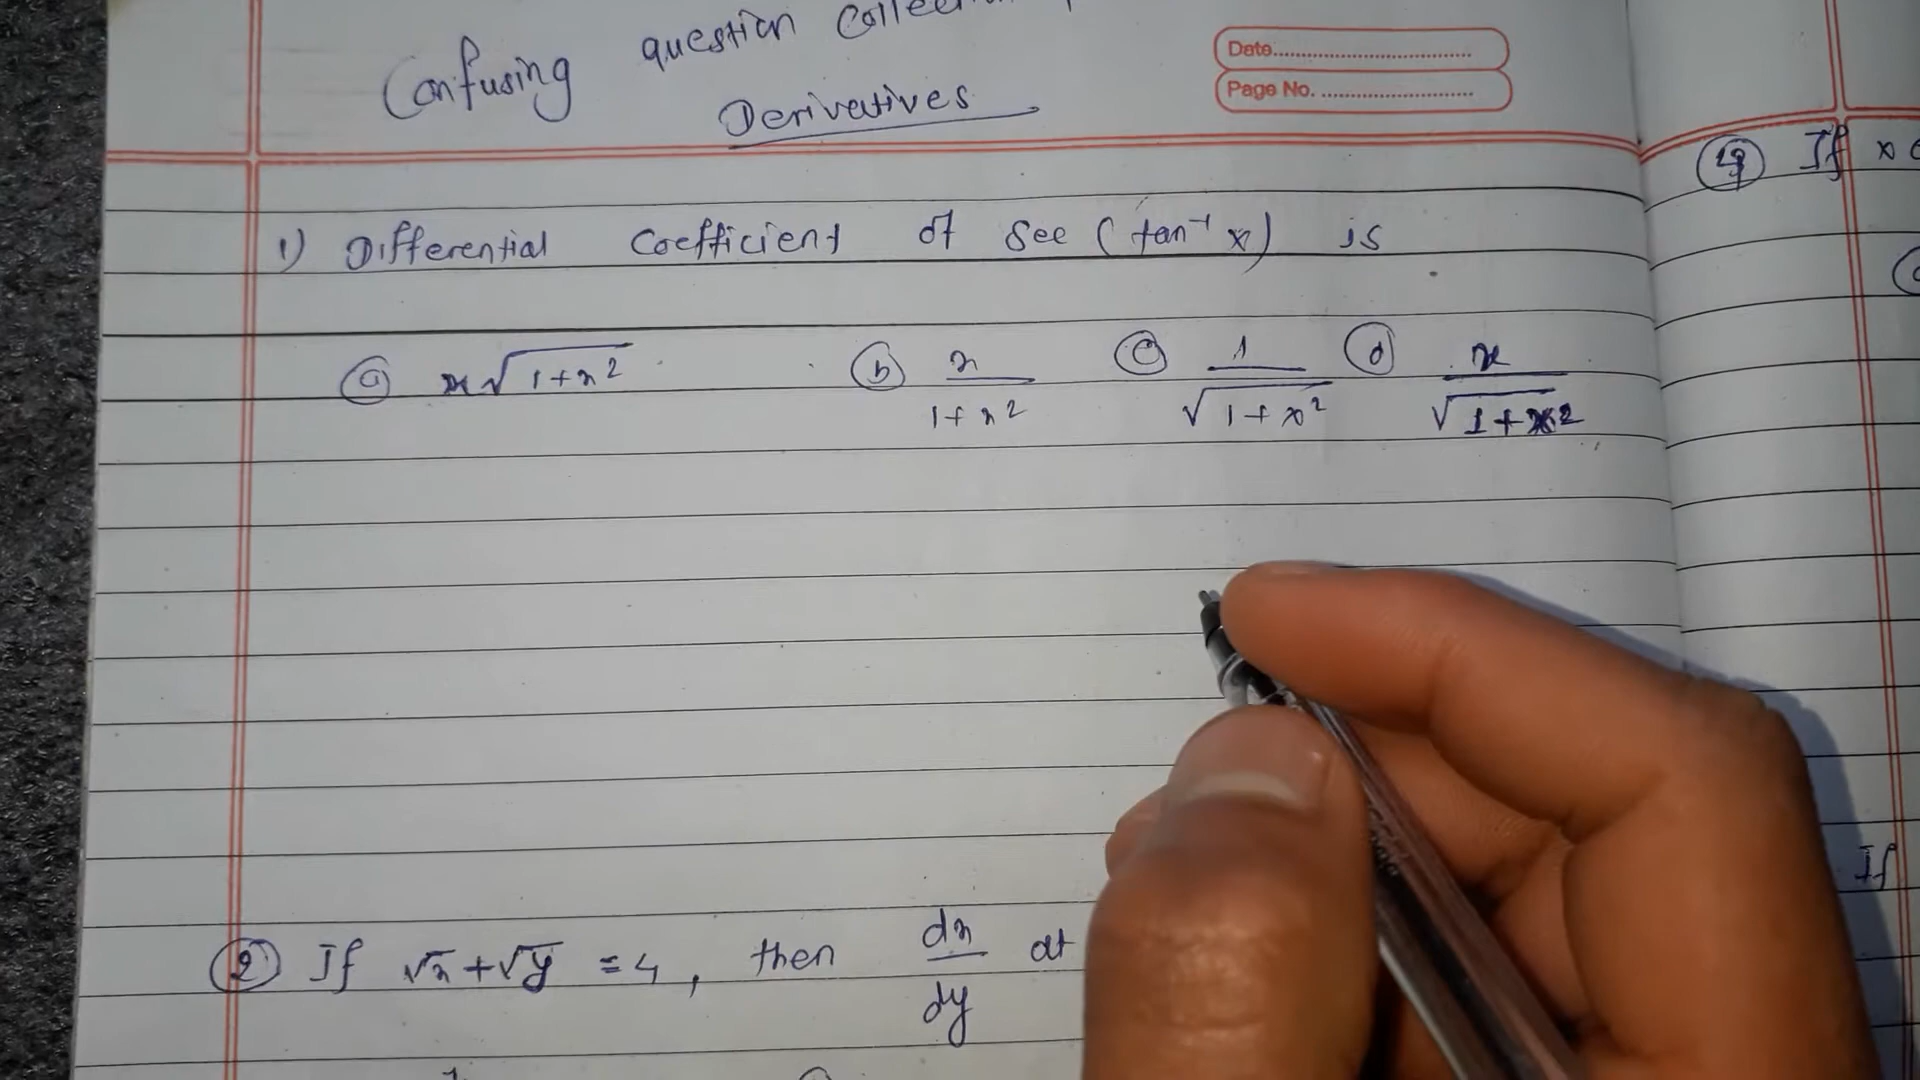 Confusing question
Derivatives
Date
Page No.
1) Differential Coefficient of Sec (tan⁻¹ x) is
(a) x√1+x² (b) x/1+x² (c) 1/√1+x² (d) x/√1+x²
(2) If √x+√y = 4, then dx/dy at
If x
If